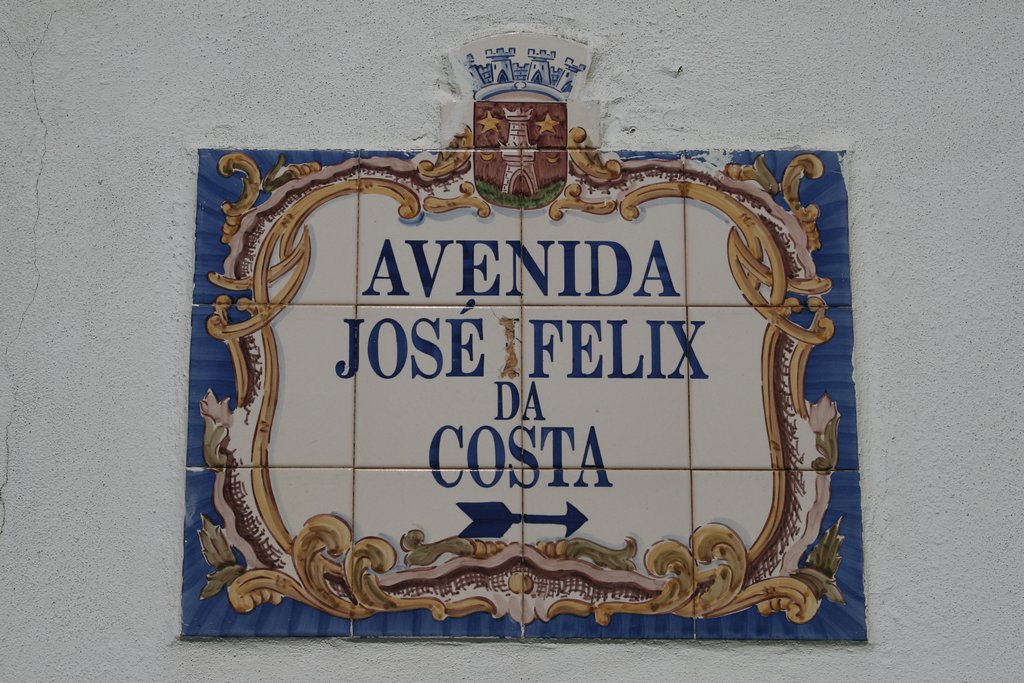 AVENIDA
JOSÉ FELIX
DA
COSTA